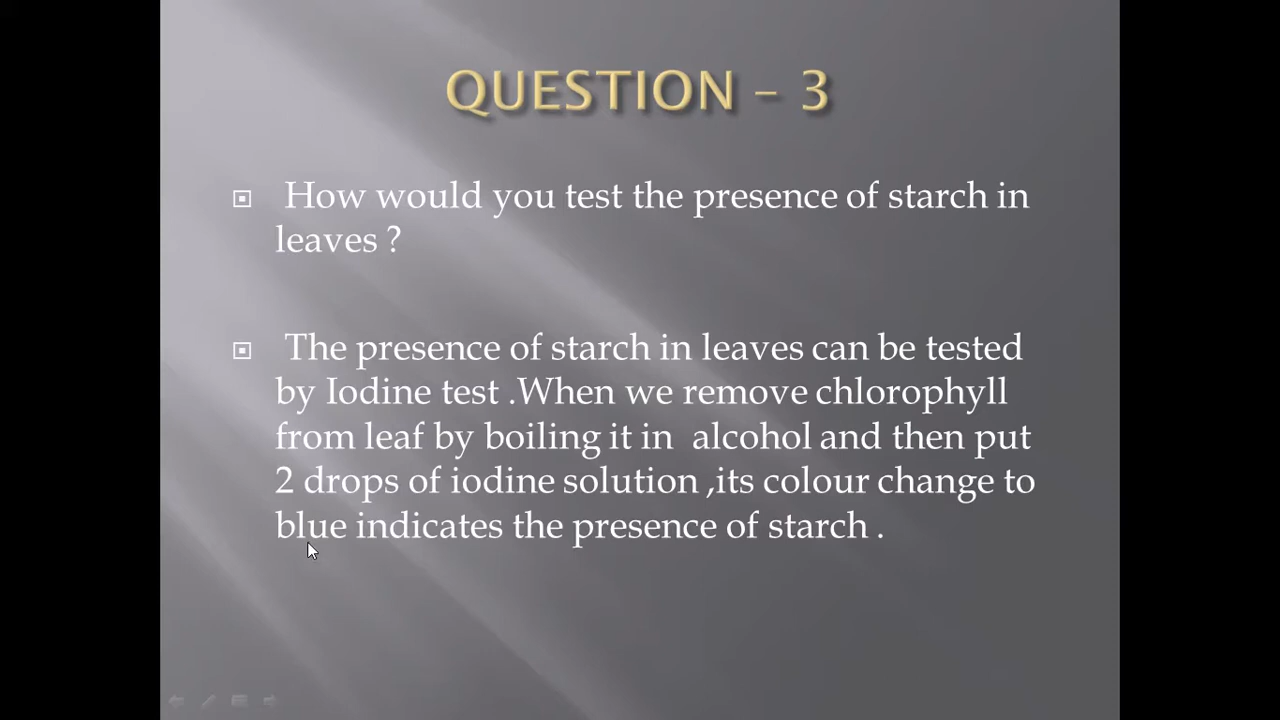 QUESTION – 3
How would you test the presence of starch in
leaves ?
The presence of starch in leaves can be tested
by Iodine test .When we remove chlorophyll
from leaf by boiling it in alcohol and then put
2 drops of iodine solution ,its colour change to
blue indicates the presence of starch .